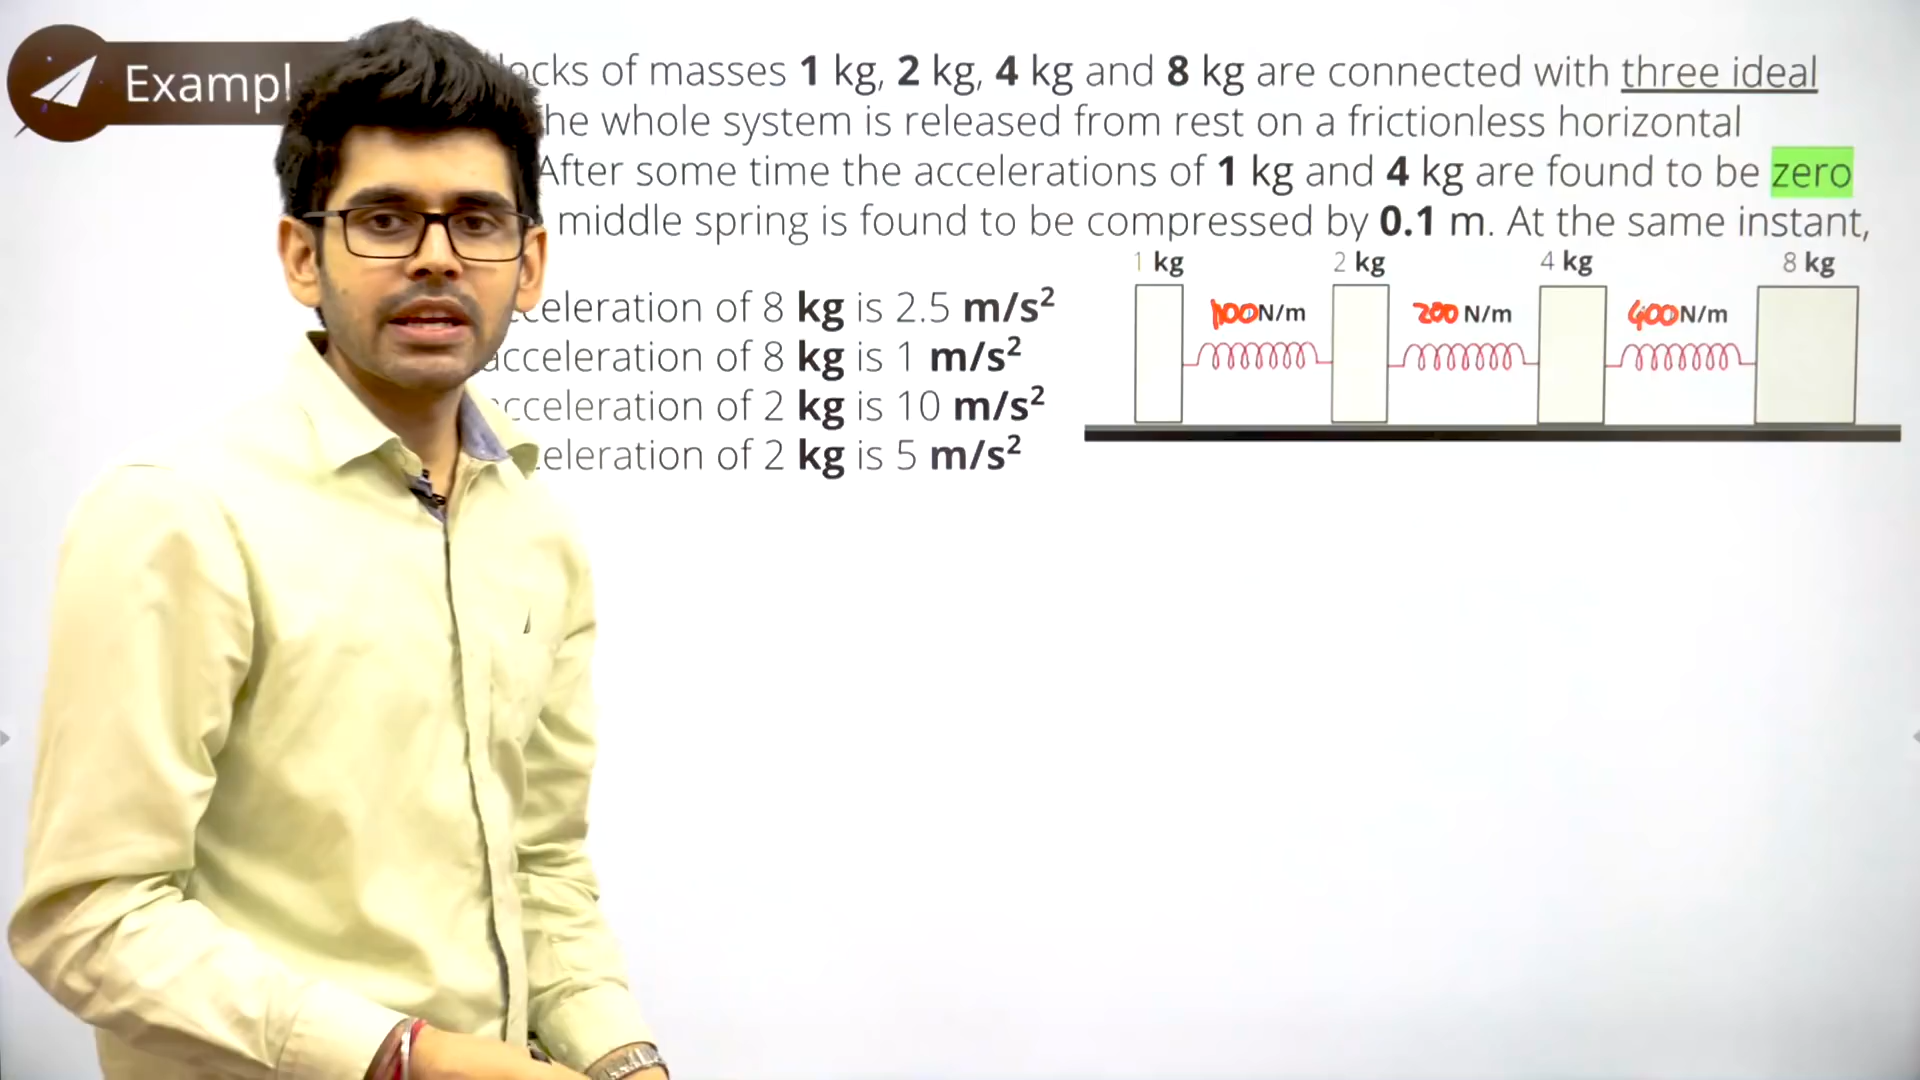 Exampl
ocks of masses 1 kg, 2 kg, 4 kg and 8 kg are connected with three ideal
he whole system is released from rest on a frictionless horizontal
After some time the accelerations of 1 kg and 4 kg are found to be zero
middle spring is found to be compressed by 0.1 m. At the same instant,
celeration of 8 kg is 2.5 m/s²
acceleration of 8 kg is 1 m/s²
cceleration of 2 kg is 10 m/s²
eleration of 2 kg is 5 m/s²
1 kg 2 kg 4 kg 8 kg
100N/m 200 N/m 400N/m